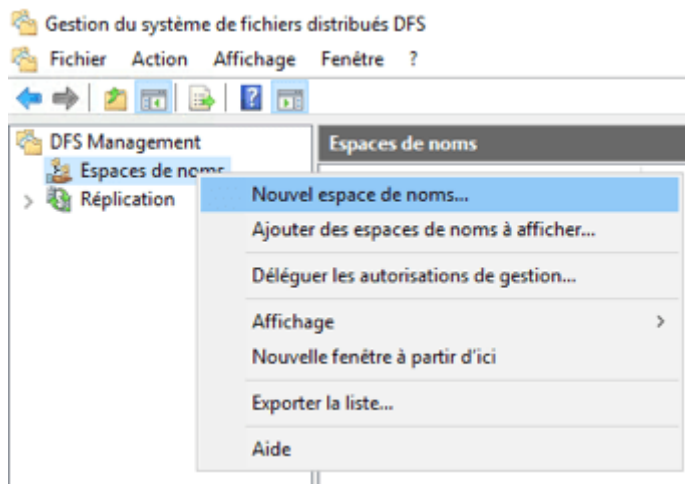 Gestion du système de fichiers distribués DFS
Fichier Action Affichage Fenêtre ?
DFS Management
Espaces de noms
Espaces de noms
Réplication
Nouvel espace de noms...
Ajouter des espaces de noms à afficher...
Déléguer les autorisations de gestion...
Affichage
Nouvelle fenêtre à partir d'ici
Exporter la liste...
Aide